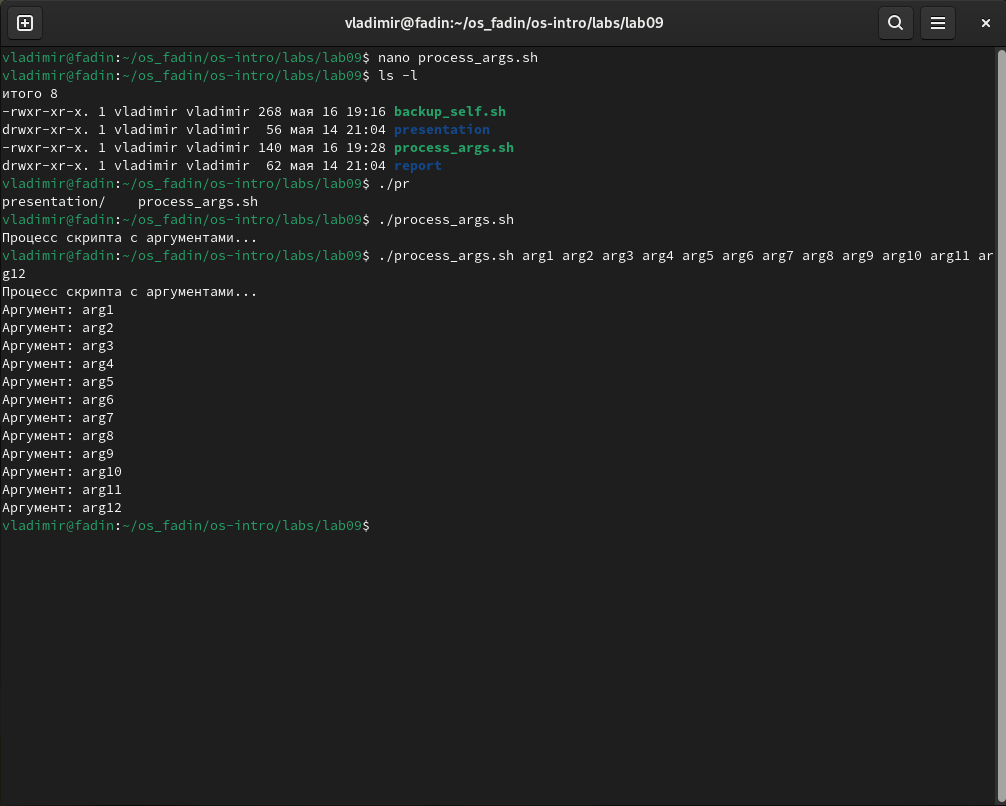 vladimir@fadin:~/os_fadin/os-intro/labs/lab09
vladimir@fadin:~/os_fadin/os-intro/labs/lab09$ nano process_args.sh
vladimir@fadin:~/os_fadin/os-intro/labs/lab09$ ls -l
итого 8
-rwxr-xr-x. 1 vladimir vladimir 268 мая 16 19:16 backup_self.sh
drwxr-xr-x. 1 vladimir vladimir  56 мая 14 21:04 presentation
-rwxr-xr-x. 1 vladimir vladimir 140 мая 16 19:28 process_args.sh
drwxr-xr-x. 1 vladimir vladimir  62 мая 14 21:04 report
vladimir@fadin:~/os_fadin/os-intro/labs/lab09$ ./pr
presentation/    process_args.sh
vladimir@fadin:~/os_fadin/os-intro/labs/lab09$ ./process_args.sh
Процесс скрипта с аргументами...
vladimir@fadin:~/os_fadin/os-intro/labs/lab09$ ./process_args.sh arg1 arg2 arg3 arg4 arg5 arg6 arg7 arg8 arg9 arg10 arg11 ar
g12
Процесс скрипта с аргументами...
Аргумент: arg1
Аргумент: arg2
Аргумент: arg3
Аргумент: arg4
Аргумент: arg5
Аргумент: arg6
Аргумент: arg7
Аргумент: arg8
Аргумент: arg9
Аргумент: arg10
Аргумент: arg11
Аргумент: arg12
vladimir@fadin:~/os_fadin/os-intro/labs/lab09$